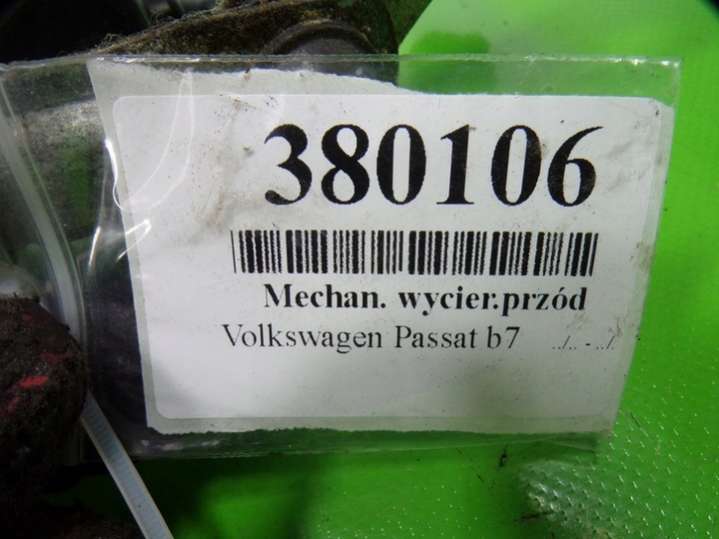 380106
Mechan. wycier.przód
Volkswagen Passat b7 ../.. - ../..